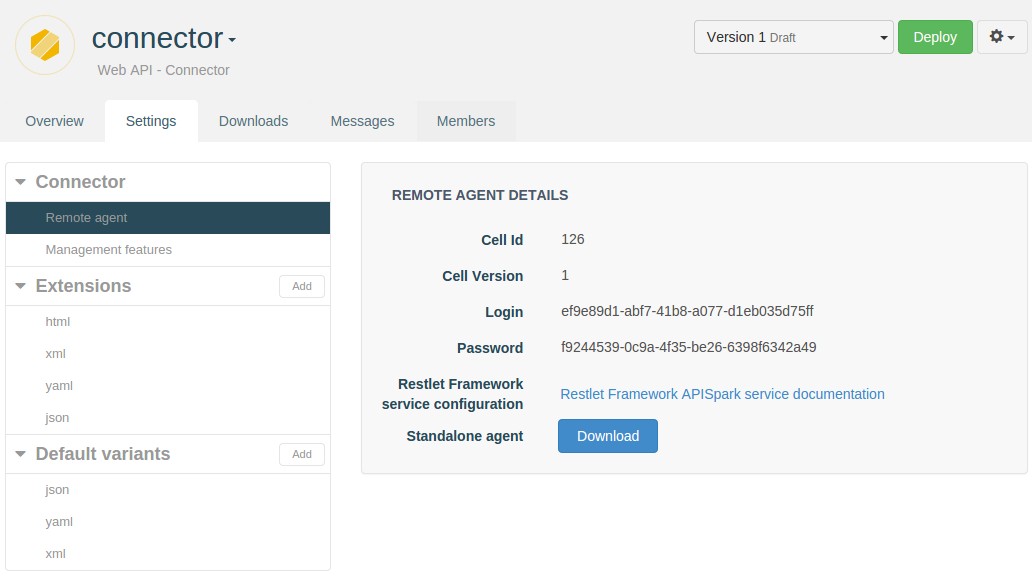 connector
Version 1 Draft
Deploy
Web API - Connector
Overview
Settings
Downloads
Messages
Members
Connector
Remote agent
Management features
Extensions
Add
html
xml
yaml
json
Default variants
Add
json
yaml
xml
REMOTE AGENT DETAILS
Cell Id 126
Cell Version 1
Login ef9e89d1-abf7-41b8-a077-d1eb035d75ff
Password f9244539-0c9a-4f35-be26-6398f6342a49
Restlet Framework
service configuration
Restlet Framework APISpark service documentation
Standalone agent Download